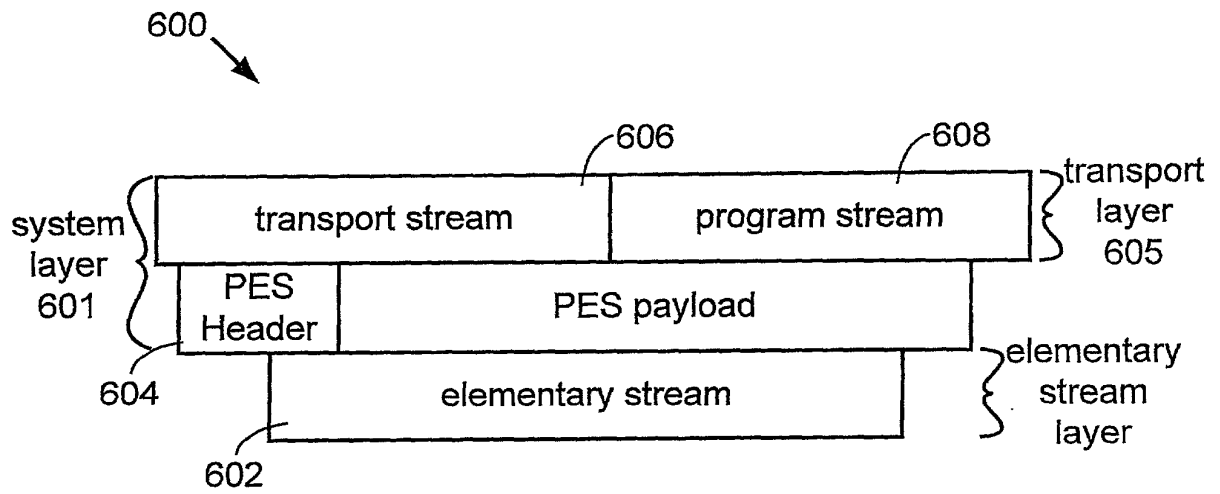 600
606
608
system
layer
601
transport stream
program stream
transport
layer
605
PES
Header
PES payload
604
elementary stream
elementary
stream
layer
602